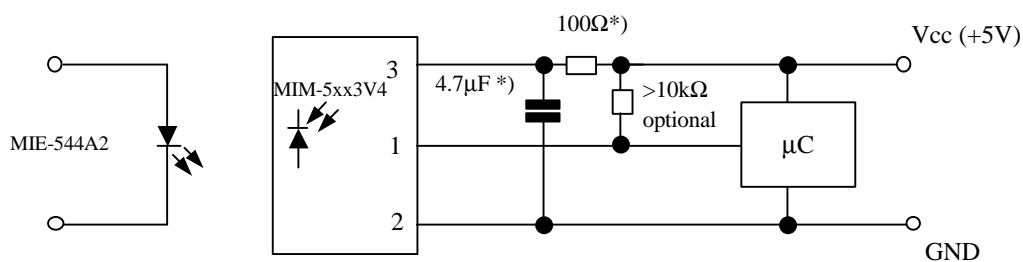 100Ω*)
Vcc (+5V)
3
4.7µF *)
MIM-5xx3V4
>10kΩ
optional
MIE-544A2
1
µC
2
GND